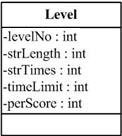 Level
-levelNo : int
-strLength : int
-strTimes : int
-timeLimit : int
-perScore : int